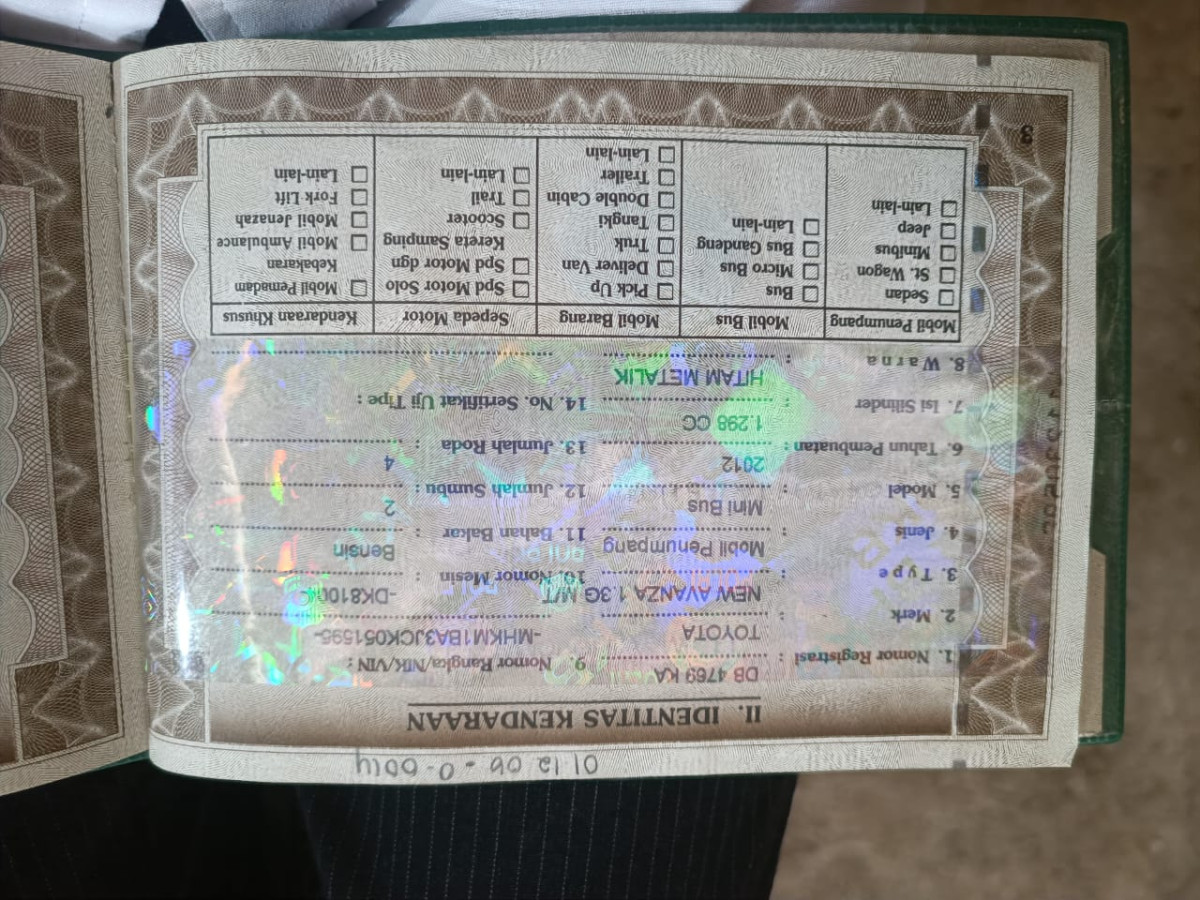 01.12.06-0.0014
II. IDENTITAS KENDARAAN
1. Nomor Registrasi : DB 4769 KA
2. Merk : TOYOTA
3. Type : NEW AVANZA 1.3G M/T
4. Jenis : Mobil Penumpang
5. Model : Mini Bus
6. Tahun Pembuatan : 2012
7. Isi Silinder : 1.298 CC
8. Warna : HITAM METALIK
9. Nomor Rangka/NIK/VIN :
-MHKM1BA3JCK051595-
10. Nomor Mesin :
11. Bahan Bakar : Bensin
12. Jumlah Sumbu : 2
13. Jumlah Roda : 4
14. No. Sertifikat Uji Tipe :
Mobil Penumpang
Sedan
St. Wagon
Minibus
Jeep
Lain-lain
Mobil Bus
Bus
Micro Bus
Bus Gandeng
Lain-lain
Mobil Barang
Pick Up
Deliver Van
Truk
Tangki
Double Cabin
Trailer
Lain-lain
Sepeda Motor
Spd Motor Solo
Spd Motor dgn
Kereta Samping
Scooter
Trail
Lain-lain
Kendaraan Khusus
Mobil Pemadam
Kebakaran
Mobil Ambulance
Mobil Jenazah
Fork Lift
Lain-lain
3